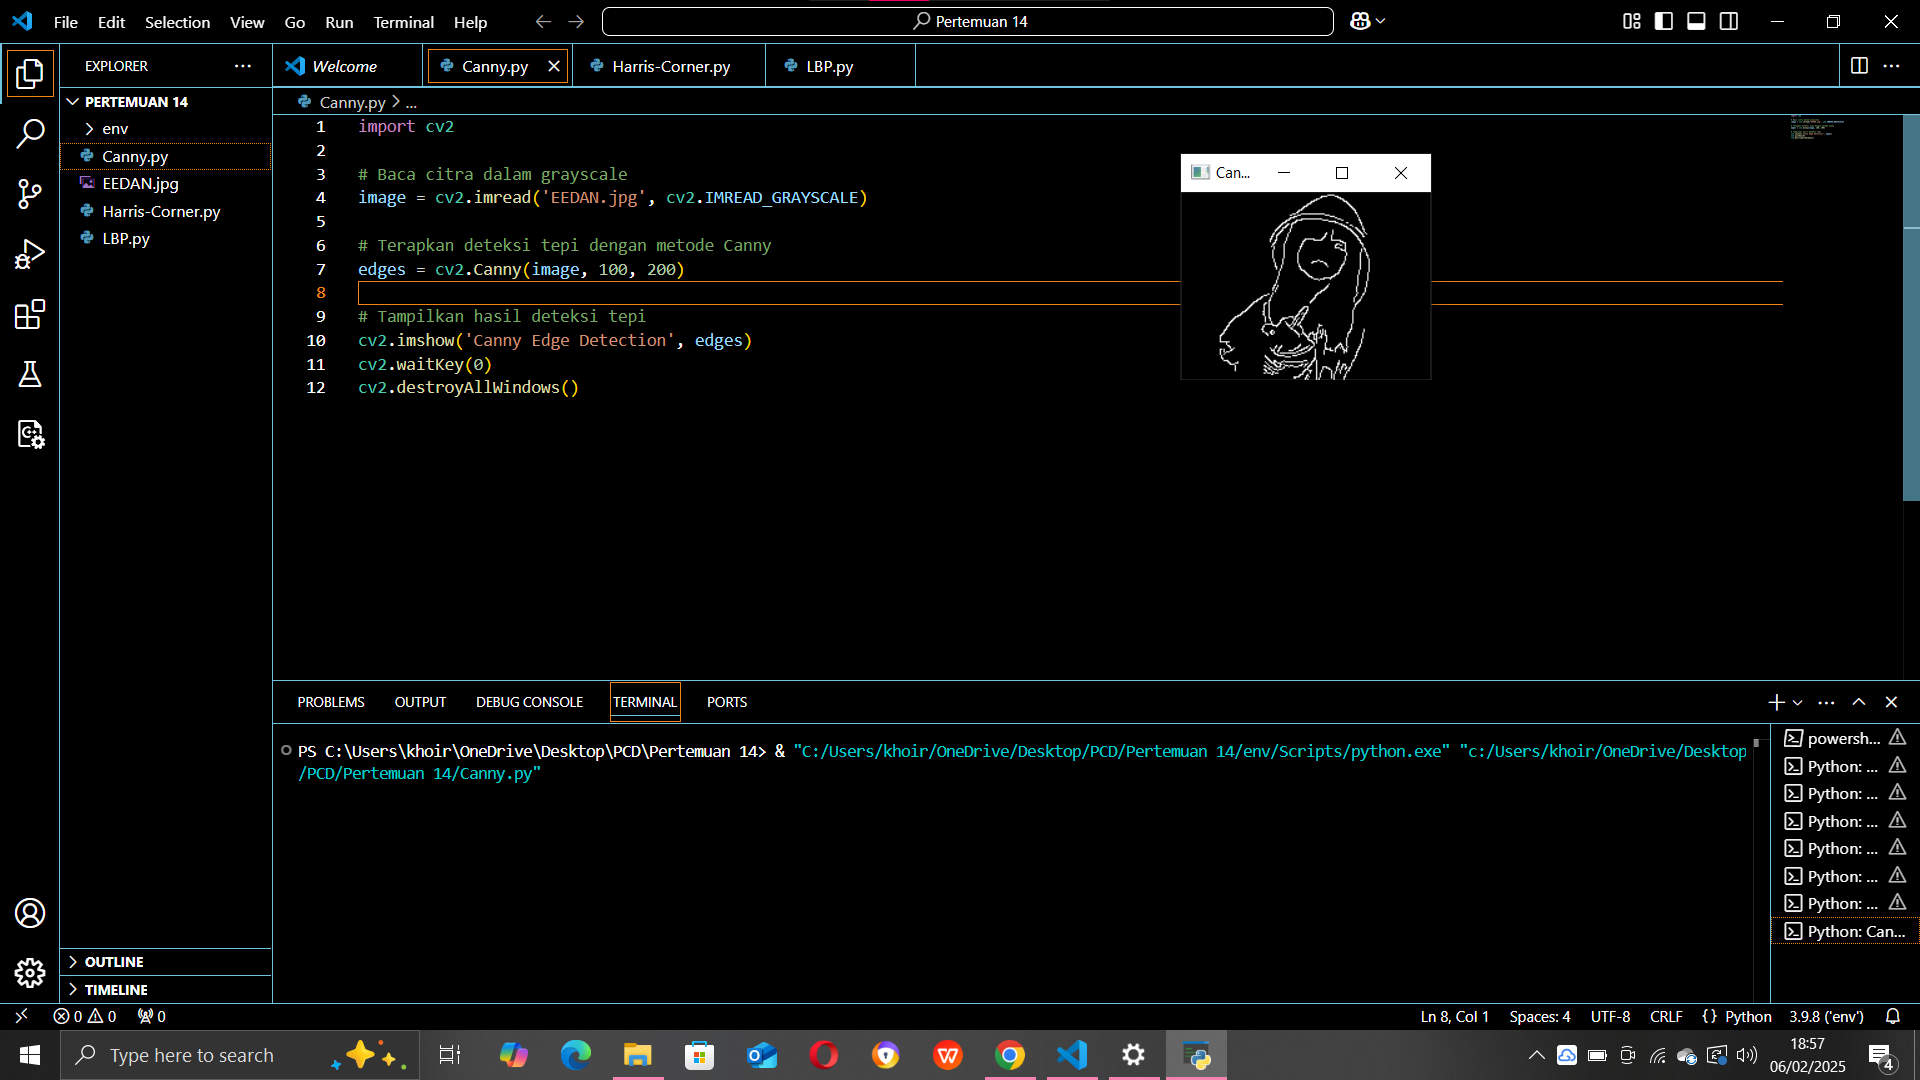 File Edit Selection View Go Run Terminal Help
Pertemuan 14
EXPLORER
Welcome
Canny.py
Harris-Corner.py
LBP.py
PERTEMUAN 14
env
Canny.py
EEDAN.jpg
Harris-Corner.py
LBP.py
OUTLINE
TIMELINE
Canny.py > ...
1 import cv2
2
3 # Baca citra dalam grayscale
4 image = cv2.imread('EEDAN.jpg', cv2.IMREAD_GRAYSCALE)
5
6 # Terapkan deteksi tepi dengan metode Canny
7 edges = cv2.Canny(image, 100, 200)
8
9 # Tampilkan hasil deteksi tepi
10 cv2.imshow('Canny Edge Detection', edges)
11 cv2.waitKey(0)
12 cv2.destroyAllWindows()
Can...
PROBLEMS OUTPUT DEBUG CONSOLE TERMINAL PORTS
PS C:\Users\khoir\OneDrive\Desktop\PCD\Pertemuan 14> & "C:/Users/khoir/OneDrive/Desktop/PCD/Pertemuan 14/env/Scripts/python.exe" "c:/Users/khoir/OneDrive/Desktop
/PCD/Pertemuan 14/Canny.py"
powersh...
Python: ...
Python: ...
Python: ...
Python: ...
Python: ...
Python: ...
Python: Can...
0 0 0
Ln 8, Col 1 Spaces: 4 UTF-8 CRLF {} Python 3.9.8 ('env')
Type here to search
18:57
06/02/2025
4